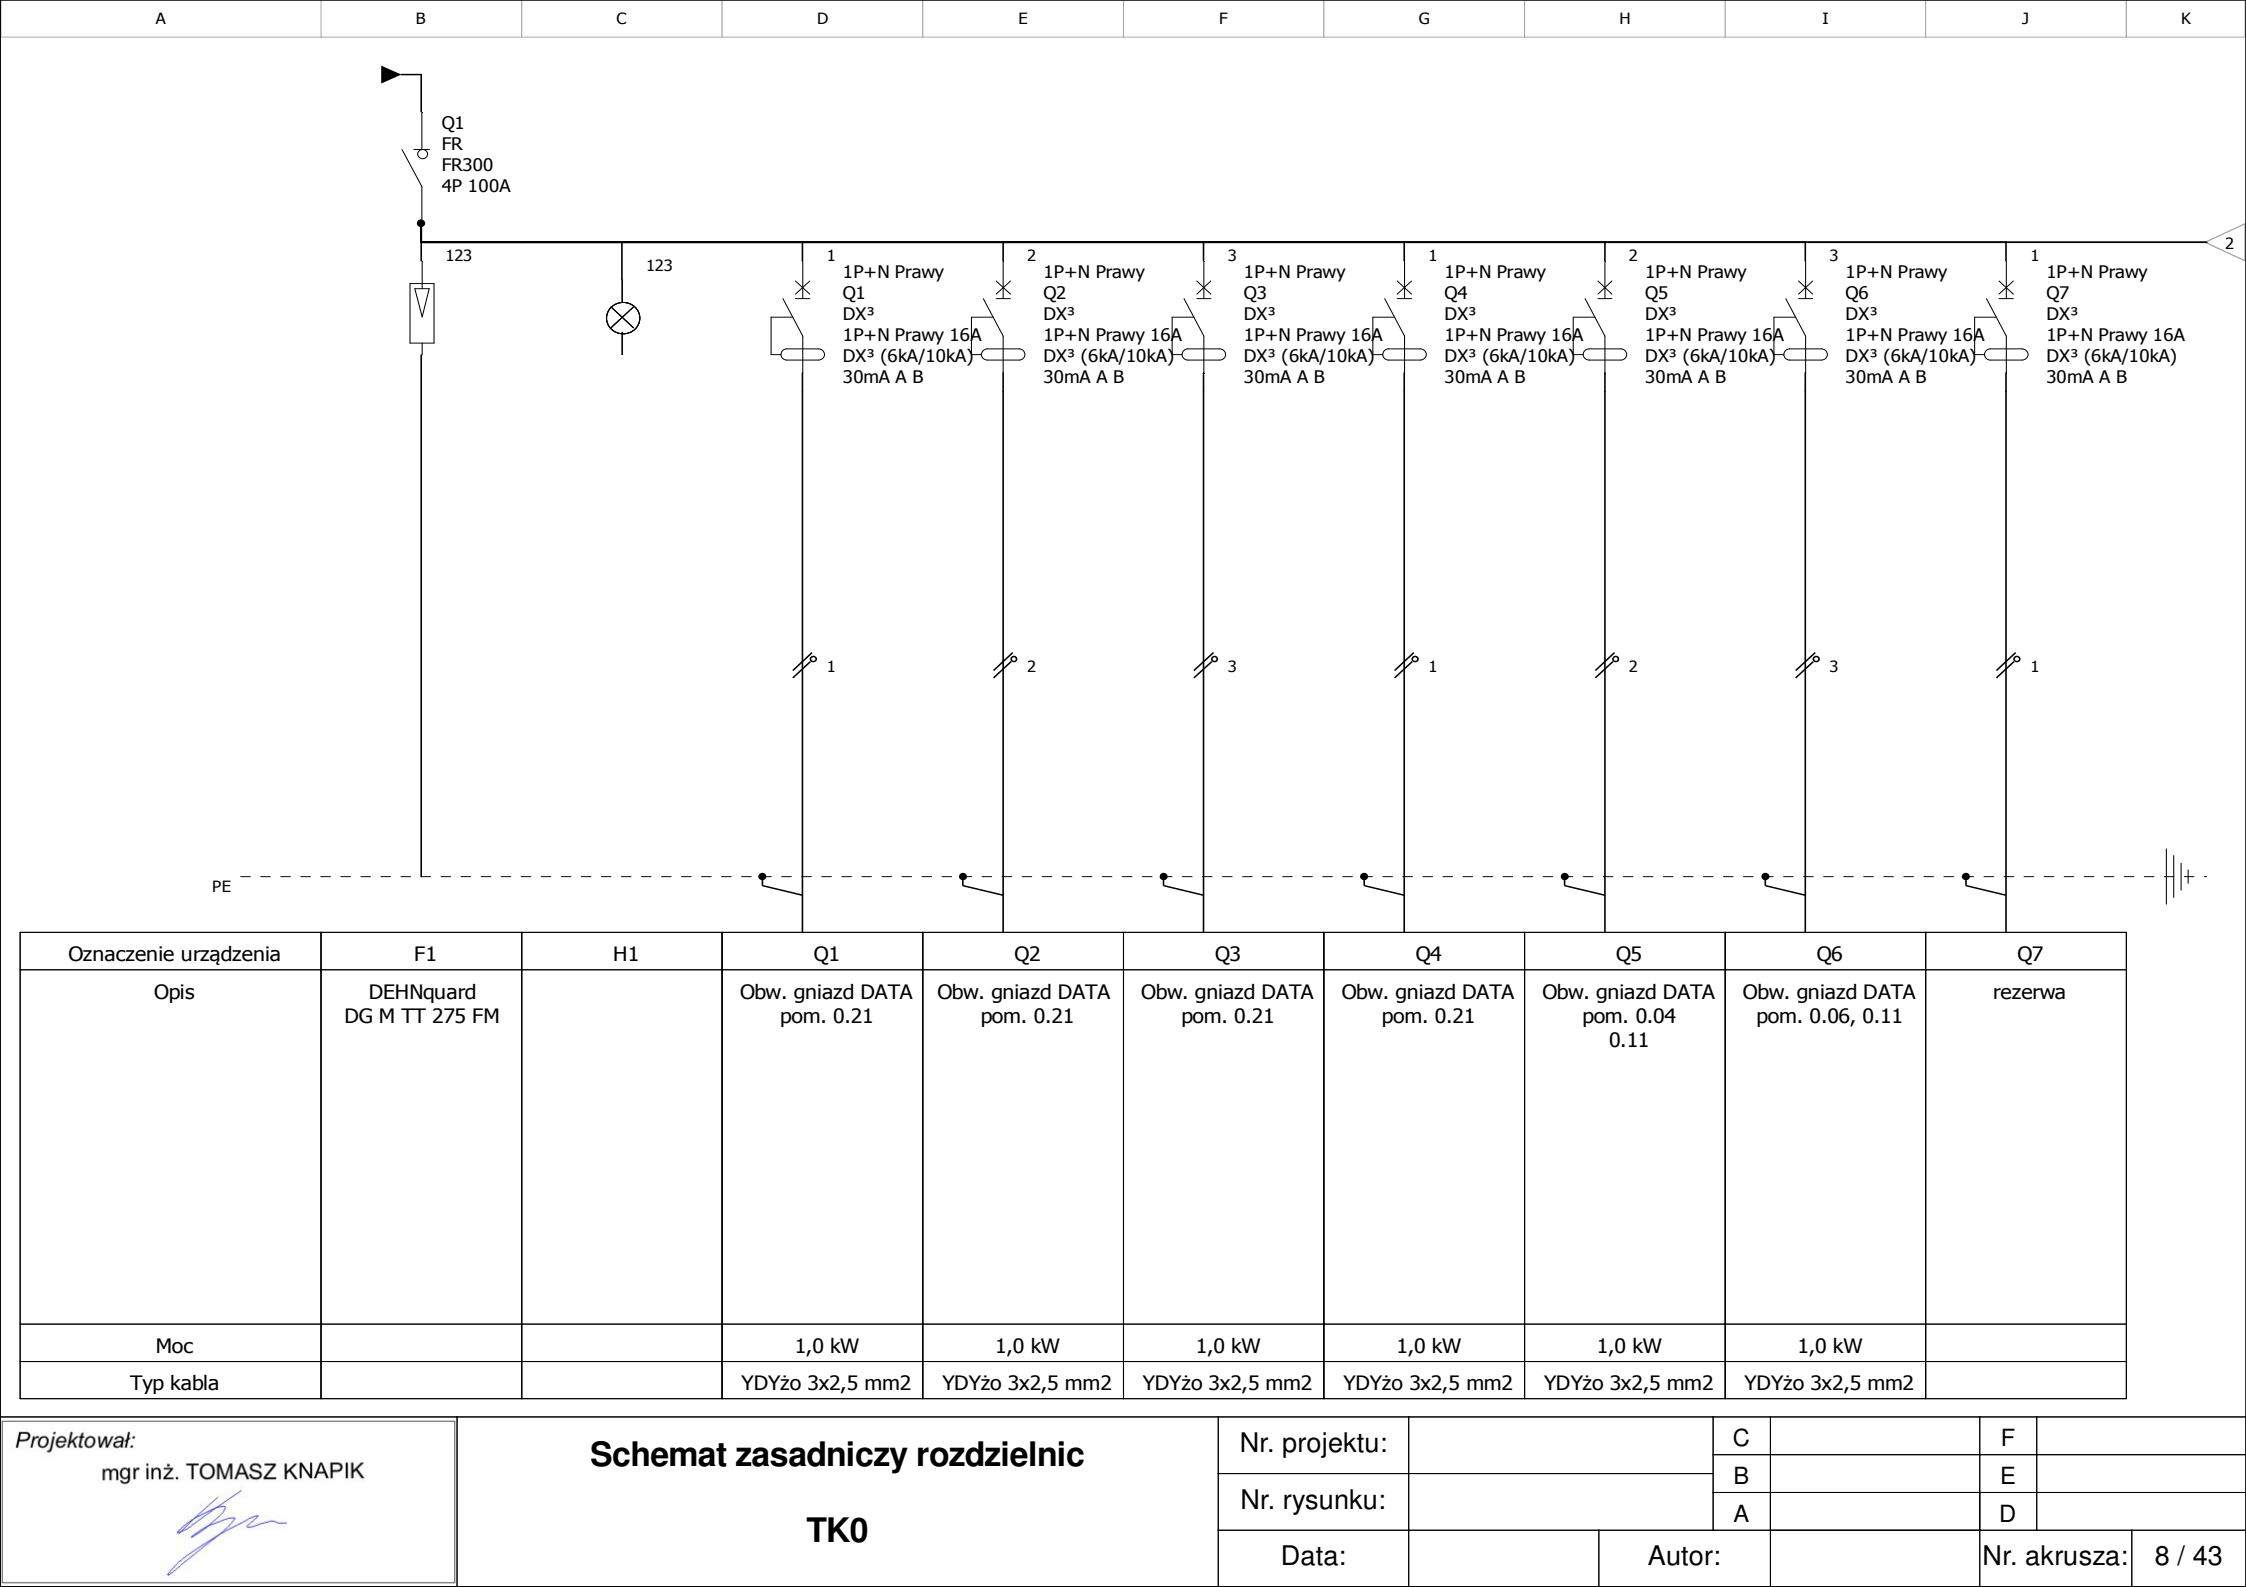 A B C D E F G H I J K
Q1
FR
FR300
4P 100A
2
123
123
1
1P+N Prawy
Q1
DX³
1P+N Prawy 16A
DX³ (6kA/10kA)
30mA A B
2
1P+N Prawy
Q2
DX³
1P+N Prawy 16A
DX³ (6kA/10kA)
30mA A B
3
1P+N Prawy
Q3
DX³
1P+N Prawy 16A
DX³ (6kA/10kA)
30mA A B
1
1P+N Prawy
Q4
DX³
1P+N Prawy 16A
DX³ (6kA/10kA)
30mA A B
2
1P+N Prawy
Q5
DX³
1P+N Prawy 16A
DX³ (6kA/10kA)
30mA A B
3
1P+N Prawy
Q6
DX³
1P+N Prawy 16A
DX³ (6kA/10kA)
30mA A B
1
1P+N Prawy
Q7
DX³
1P+N Prawy 16A
DX³ (6kA/10kA)
30mA A B
1 2 3 1 2 3 1
PE
Oznaczenie urządzenia F1 H1 Q1 Q2 Q3 Q4 Q5 Q6 Q7
Opis
DEHNquard
DG M TT 275 FM
Obw. gniazd DATA
pom. 0.21
Obw. gniazd DATA
pom. 0.21
Obw. gniazd DATA
pom. 0.21
Obw. gniazd DATA
pom. 0.21
Obw. gniazd DATA
pom. 0.04
0.11
Obw. gniazd DATA
pom. 0.06, 0.11
rezerwa
Moc 1,0 kW 1,0 kW 1,0 kW 1,0 kW 1,0 kW 1,0 kW
Typ kabla YDYżo 3x2,5 mm2 YDYżo 3x2,5 mm2 YDYżo 3x2,5 mm2 YDYżo 3x2,5 mm2 YDYżo 3x2,5 mm2 YDYżo 3x2,5 mm2
Projektował:
mgr inż. TOMASZ KNAPIK
Schemat zasadniczy rozdzielnic
TK0
Nr. projektu:
Nr. rysunku:
C F
B E
A D
Data: Autor: Nr. akrusza: 8 / 43